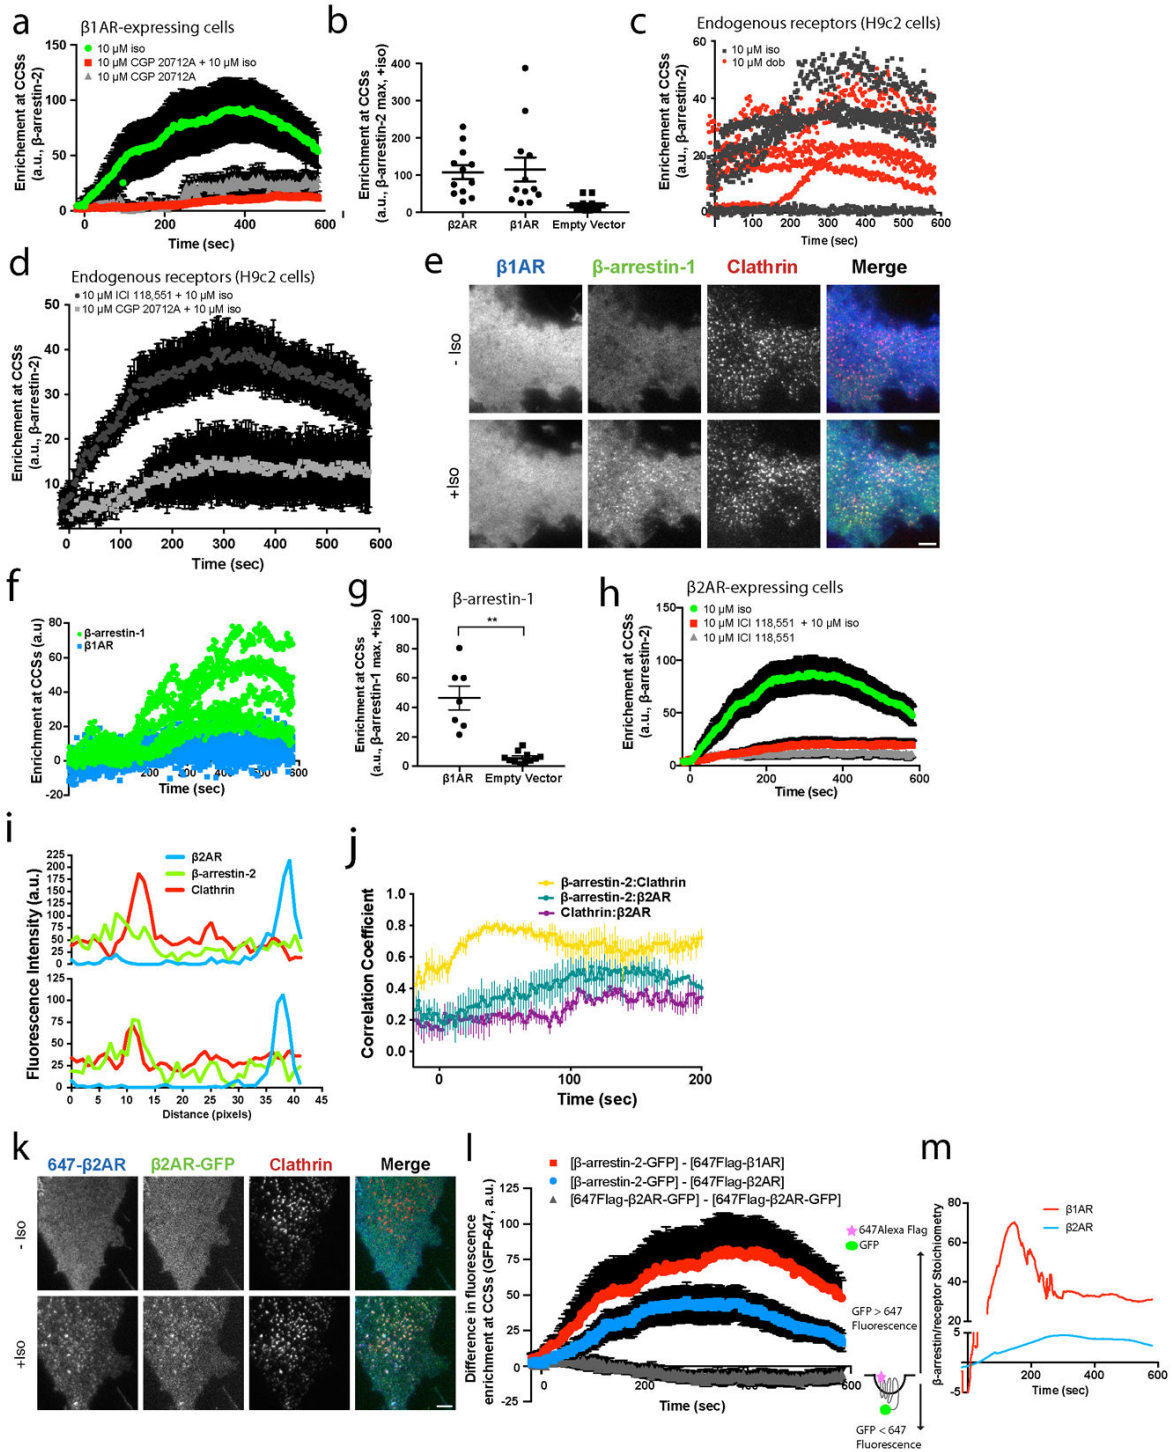 a
β1AR-expressing cells
10 µM iso
10 µM CGP 20712A + 10 µM iso
10 µM CGP 20712A
Enrichement at CCSs
(a.u., β-arrestin-2)
150
100
50
0
0 200 400 600
Time (sec)
b
Enrichement at CCSs
(a.u., β-arrestin-2 max, +iso)
400
300
200
100
0
β2AR β1AR Empty Vector
c
Endogenous receptors (H9c2 cells)
10 µM iso
10 µM dob
Enrichement at CCSs
(a.u., β-arrestin-2)
60
40
20
0
0 100 200 300 400 500 600
Time (sec)
d
Endogenous receptors (H9c2 cells)
10 µM ICI 118,551 + 10 µM iso
10 µM CGP 20712A + 10 µM iso
Enrichement at CCSs
(a.u., β-arrestin-2)
50
40
30
20
10
0 100 200 300 400 500 600
Time (sec)
e
β1AR β-arrestin-1 Clathrin Merge
- Iso
+Iso
f
β-arrestin-1
β1AR
Enrichment at CCSs (a.u)
80
60
40
20
0
-20
200 300 400 500 600
Time (sec)
g
β-arrestin-1
**
Enrichment at CCSs
(a.u., β-arrestin-1 max, +iso)
100
80
60
40
20
0
β1AR Empty Vector
h
β2AR-expressing cells
10 µM iso
10 µM ICI 118,551 + 10 µM iso
10 µM ICI 118,551
Enrichement at CCSs
(a.u., β-arrestin-2)
150
100
50
0
0 200 400 600
Time (sec)
i
β2AR
β-arrestin-2
Clathrin
Fluorescence Intensity (a.u.)
225
200
175
150
125
100
75
50
25
0
125
100
75
50
25
0
0 5 10 15 20 25 30 35 40 45
Distance (pixels)
j
β-arrestin-2:Clathrin
β-arrestin-2:β2AR
Clathrin:β2AR
Correlation Coefficient
1.0
0.8
0.6
0.4
0.2
0.0
0 100 200
Time (sec)
k
647-β2AR β2AR-GFP Clathrin Merge
- Iso
+Iso
l
[β-arrestin-2-GFP] - [647Flag-β1AR]
[β-arrestin-2-GFP] - [647Flag-β2AR]
[647Flag-β2AR-GFP] - [647Flag-β2AR-GFP]
Difference in fluorescence
enrichment at CCSs (GFP-647, a.u.)
125
100
75
50
25
0
-25
0 200 400 600
Time (sec)
647Alexa Flag
GFP
GFP > 647
Fluorescence
GFP < 647
Fluorescence
m
β1AR
β2AR
β-arrestin/receptor Stoichiometry
80
60
40
20
5
-5
200 400 600
Time (sec)